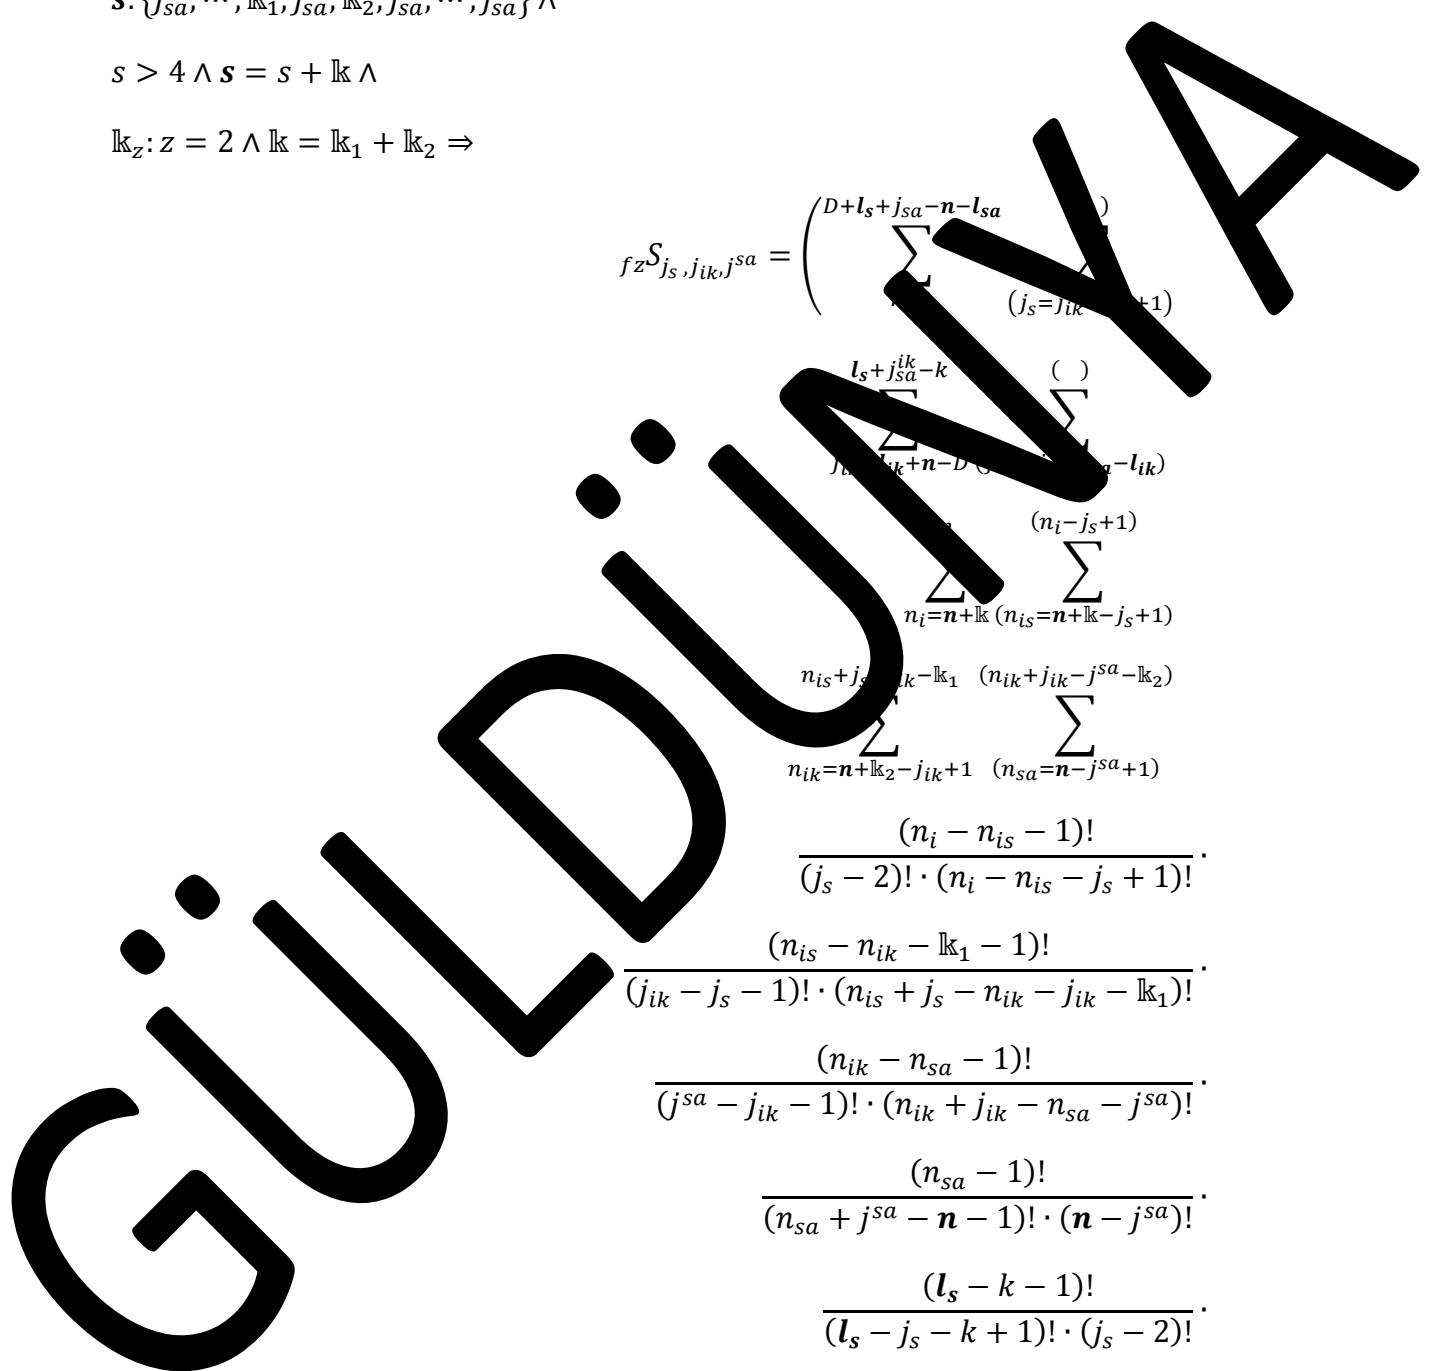 s > 4 ∧ 𝒔 = s + 𝕜 ∧
𝕜_z: z = 2 ∧ 𝕜 = 𝕜_1 + 𝕜_2 ⇒
_{fz}S_{j_s, j_{ik}, j^{sa}} = ( ∑^{D+𝒍_𝒔+j_{sa}−𝒏−𝒍_{𝒔𝒂}}
∑^{𝒍_𝒔+j_{sa}^{ik}−k} ∑^{( )}
∑_{n_i=𝒏+𝕜} ∑_{(n_{is}=𝒏+𝕜−j_s+1)}^{(n_i−j_s+1)}
∑_{n_{ik}=𝒏+𝕜_2−j_{ik}+1} ∑_{(n_{sa}=𝒏−j^{sa}+1)}^{(n_{ik}+j_{ik}−j^{sa}−𝕜_2)}
(n_i − n_{is} − 1)!
(j_s − 2)! · (n_i − n_{is} − j_s + 1)! ·
(n_{is} − n_{ik} − 𝕜_1 − 1)!
(j_{ik} − j_s − 1)! · (n_{is} + j_s − n_{ik} − j_{ik} − 𝕜_1)! ·
(n_{ik} − n_{sa} − 1)!
(j^{sa} − j_{ik} − 1)! · (n_{ik} + j_{ik} − n_{sa} − j^{sa})! ·
(n_{sa} − 1)!
(n_{sa} + j^{sa} − 𝒏 − 1)! · (𝒏 − j^{sa})! ·
(𝒍_𝒔 − k − 1)!
(𝒍_𝒔 − j_s − k + 1)! · (j_s − 2)! ·
GÜLDÜNYA